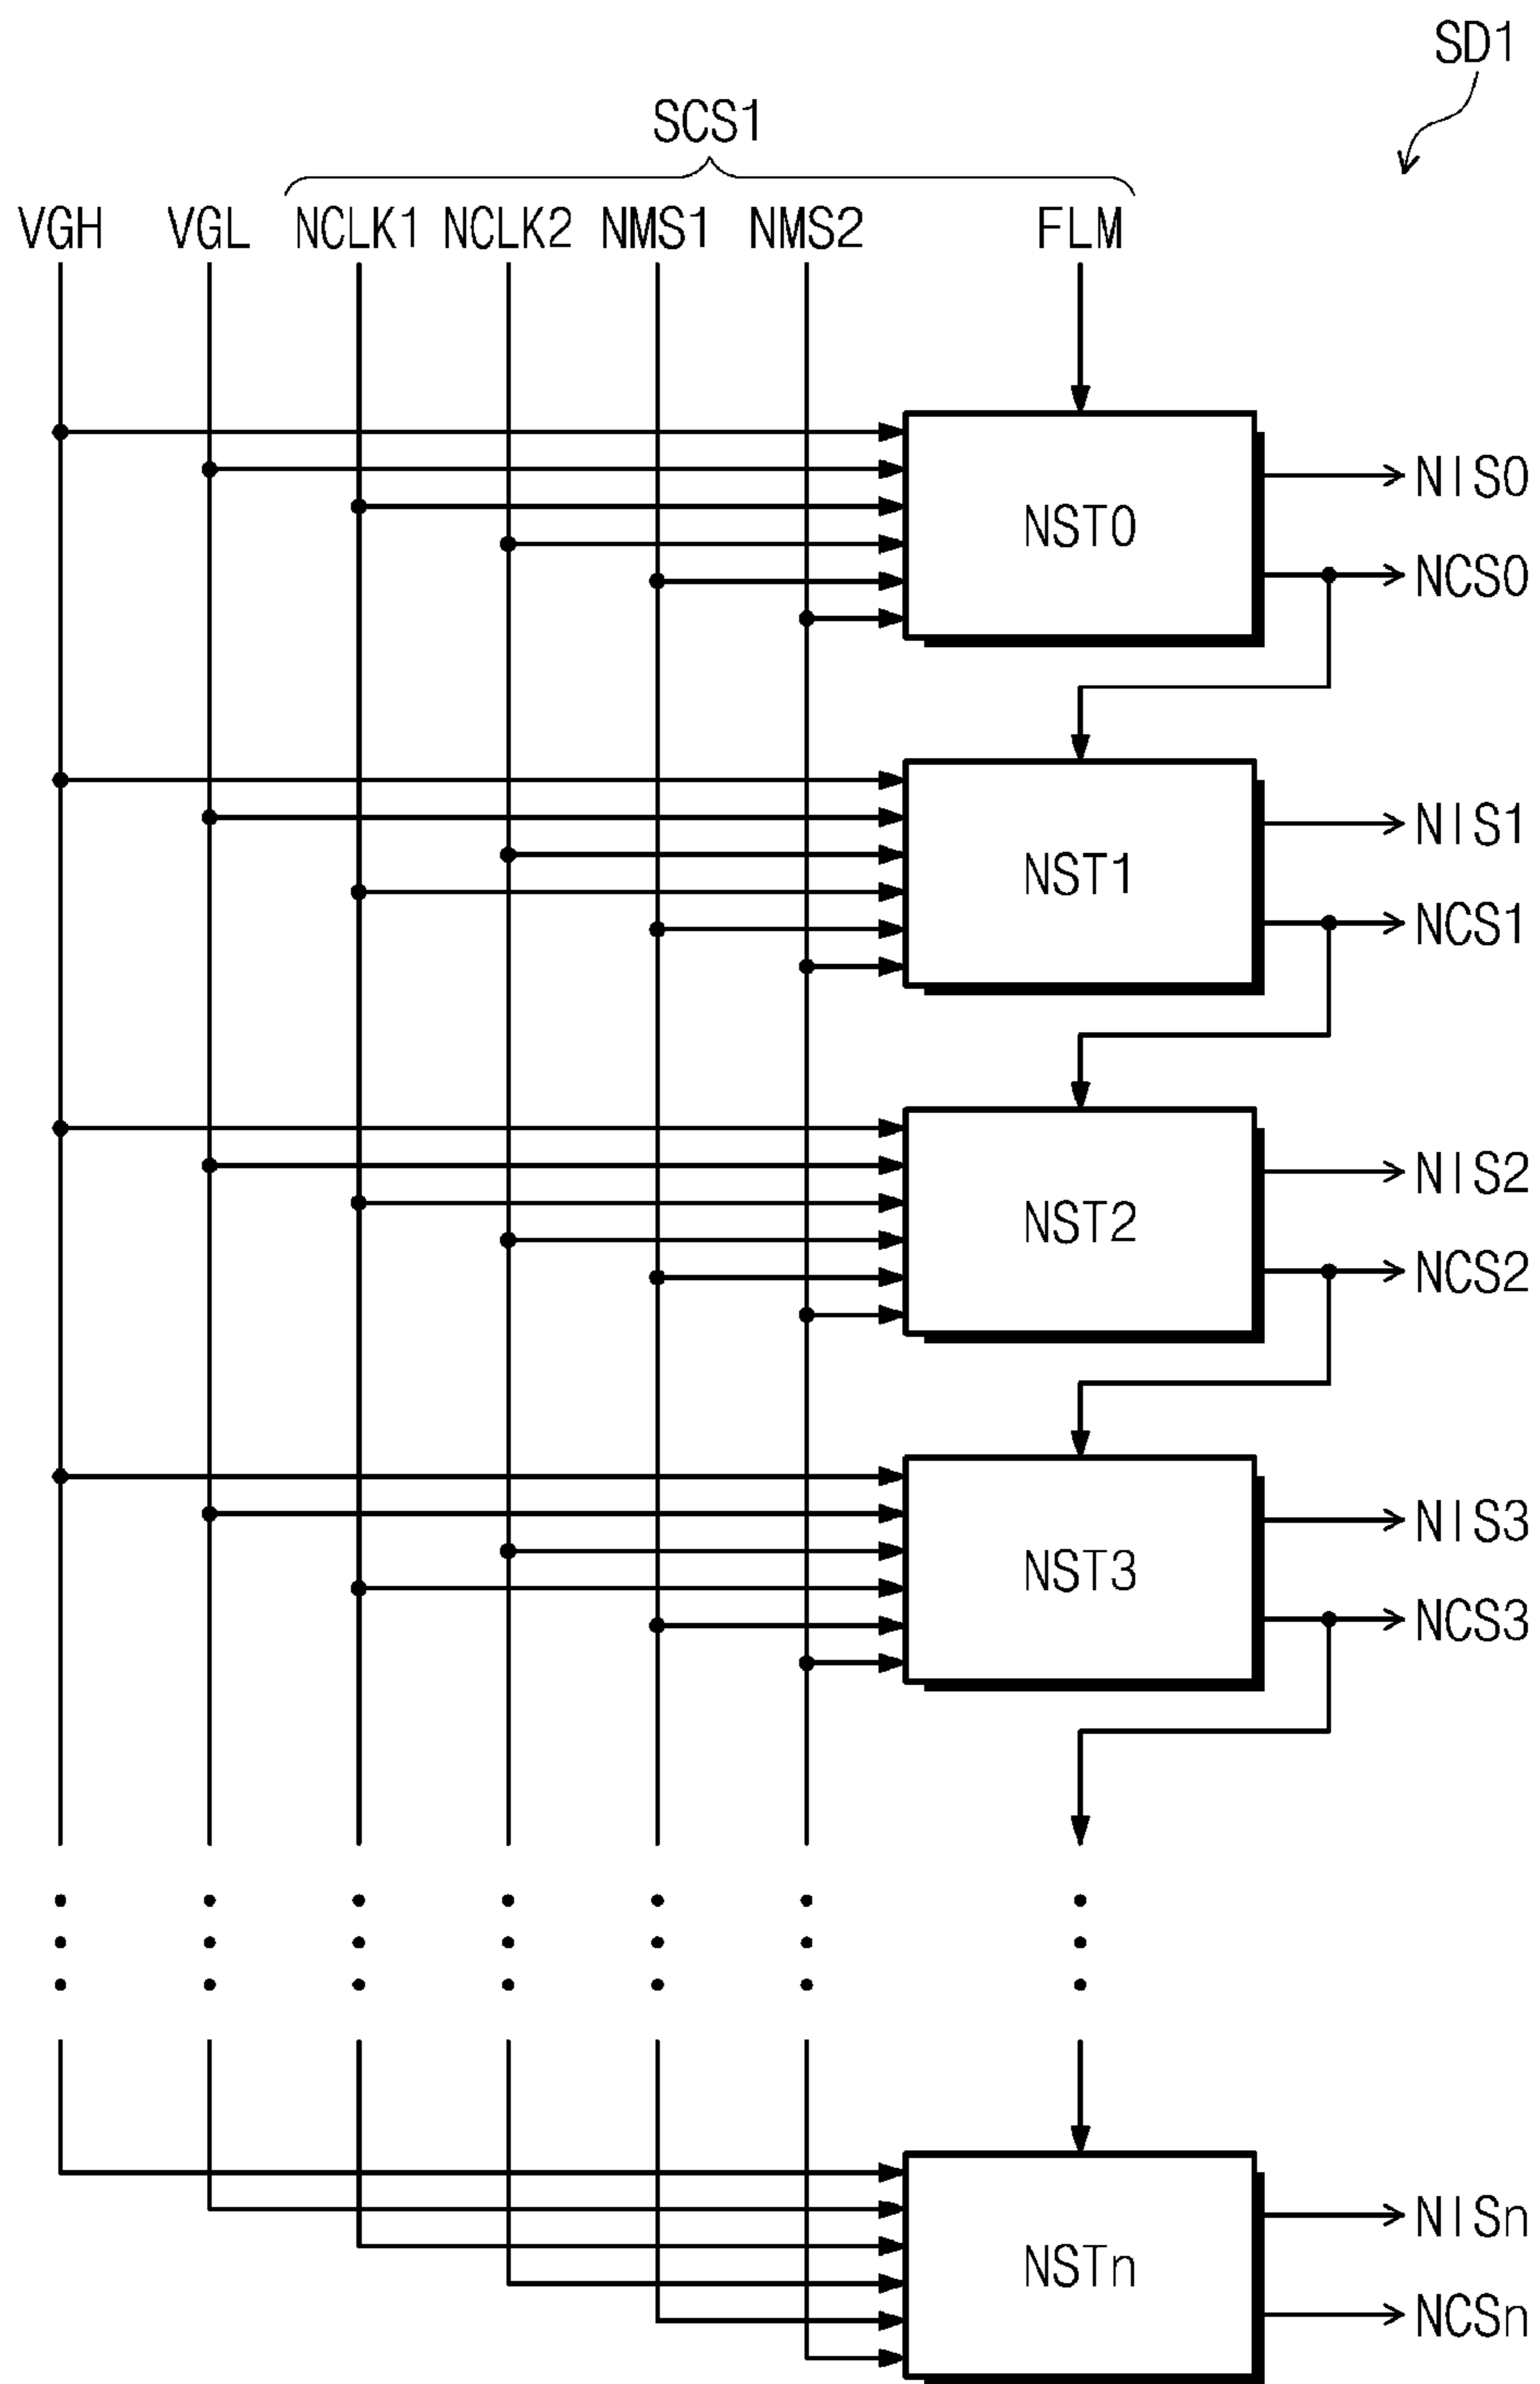 SD1
SCS1
VGH VGL NCLK1 NCLK2 NMS1 NMS2 FLM
NIS0
NST0
NCS0
NIS1
NST1
NCS1
NIS2
NST2
NCS2
NIS3
NST3
NCS3
NISn
NSTn
NCSn